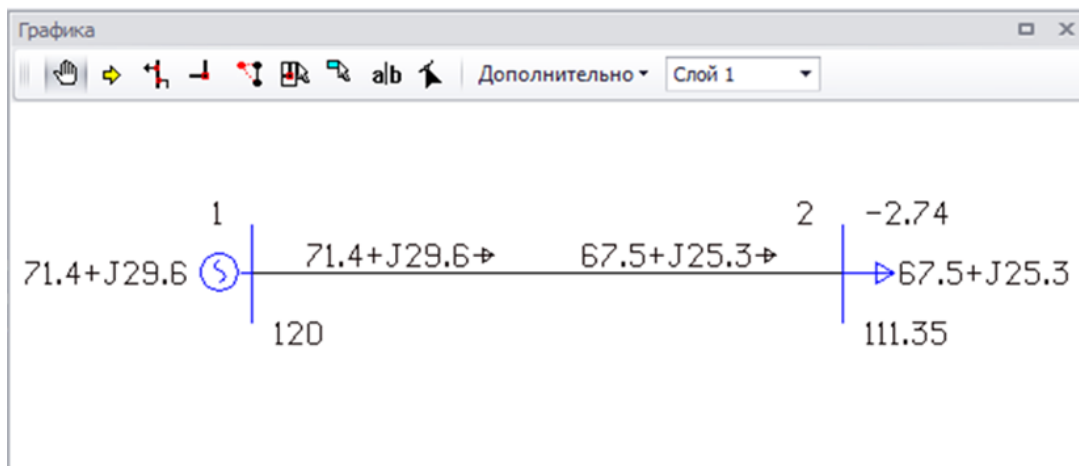 Графика
a|b Дополнительно Слой 1
1 2 -2.74
71.4+J29.6 71.4+J29.6 67.5+J25.3 67.5+J25.3
120 111.35